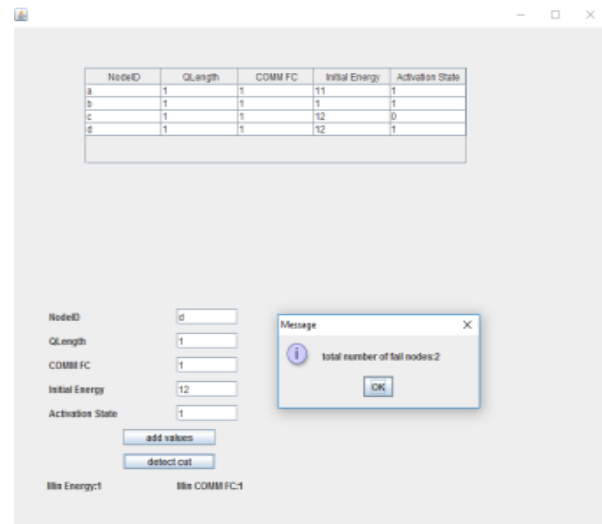 NodeID QLength COMM FC Initial Energy Activation State
a 1 1 11 1
b 1 1 1 1
c 1 1 12 0
d 1 1 12 1
NodeID d
Message
QLength 1
total number of fail nodes:2
COMM FC 1
OK
Initial Energy 12
Activation State 1
add values
detect cut
Min Energy:1 Min COMM FC:1